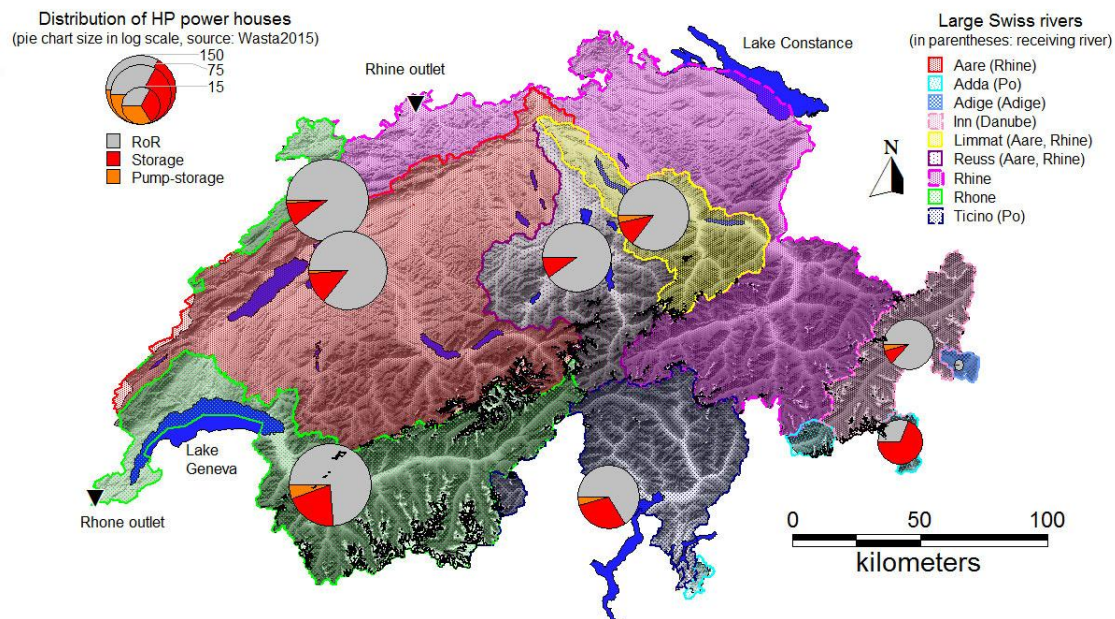 Distribution of HP power houses
(pie chart size in log scale, source: Wasta2015)
150
75
15
RoR
Storage
Pump-storage
Rhine outlet
Lake Constance
Large Swiss rivers
(in parentheses: receiving river)
Aare (Rhine)
Adda (Po)
Adige (Adige)
Inn (Danube)
Limmat (Aare, Rhine)
Reuss (Aare, Rhine)
Rhine
Rhone
Ticino (Po)
N
Lake
Geneva
Rhone outlet
0 50 100
kilometers